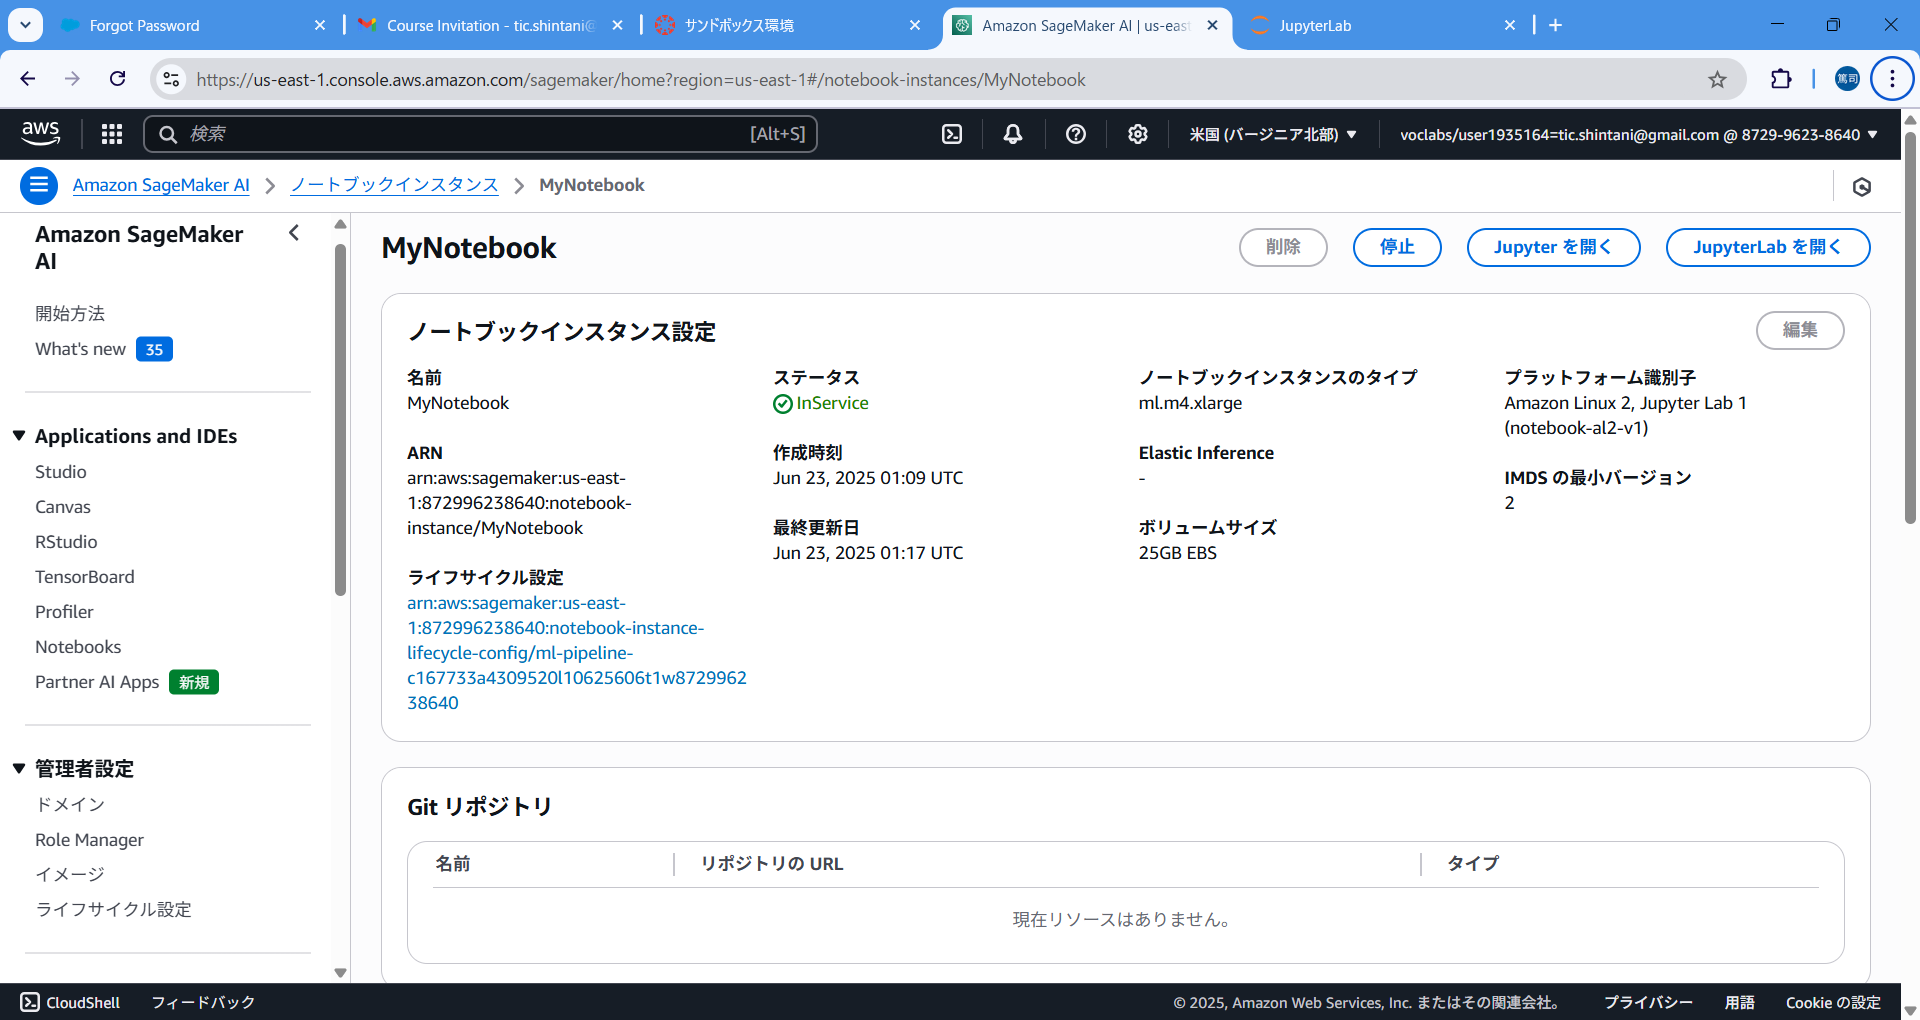 Forgot Password
Course Invitation - tic.shintani@
サンドボックス環境
Amazon SageMaker AI | us-east
JupyterLab
https://us-east-1.console.aws.amazon.com/sagemaker/home?region=us-east-1#/notebook-instances/MyNotebook
篤司
aws
検索
[Alt+S]
米国 (バージニア北部) ▼
voclabs/user1935164=tic.shintani@gmail.com @ 8729-9623-8640 ▼
Amazon SageMaker AI > ノートブックインスタンス > MyNotebook
Amazon SageMaker
AI
開始方法
What's new 35
Applications and IDEs
Studio
Canvas
RStudio
TensorBoard
Profiler
Notebooks
Partner AI Apps 新規
管理者設定
ドメイン
Role Manager
イメージ
ライフサイクル設定
MyNotebook
削除
停止
Jupyter を開く
JupyterLab を開く
ノートブックインスタンス設定
編集
名前
MyNotebook
ARN
arn:aws:sagemaker:us-east-
1:872996238640:notebook-
instance/MyNotebook
ライフサイクル設定
arn:aws:sagemaker:us-east-
1:872996238640:notebook-instance-
lifecycle-config/ml-pipeline-
c167733a4309520l10625606t1w8729962
38640
ステータス
InService
作成時刻
Jun 23, 2025 01:09 UTC
最終更新日
Jun 23, 2025 01:17 UTC
ノートブックインスタンスのタイプ
ml.m4.xlarge
Elastic Inference
-
ボリュームサイズ
25GB EBS
プラットフォーム識別子
Amazon Linux 2, Jupyter Lab 1
(notebook-al2-v1)
IMDS の最小バージョン
2
Git リポジトリ
名前
リポジトリの URL
タイプ
現在リソースはありません。
CloudShell
フィードバック
© 2025, Amazon Web Services, Inc. またはその関連会社。
プライバシー
用語
Cookie の設定